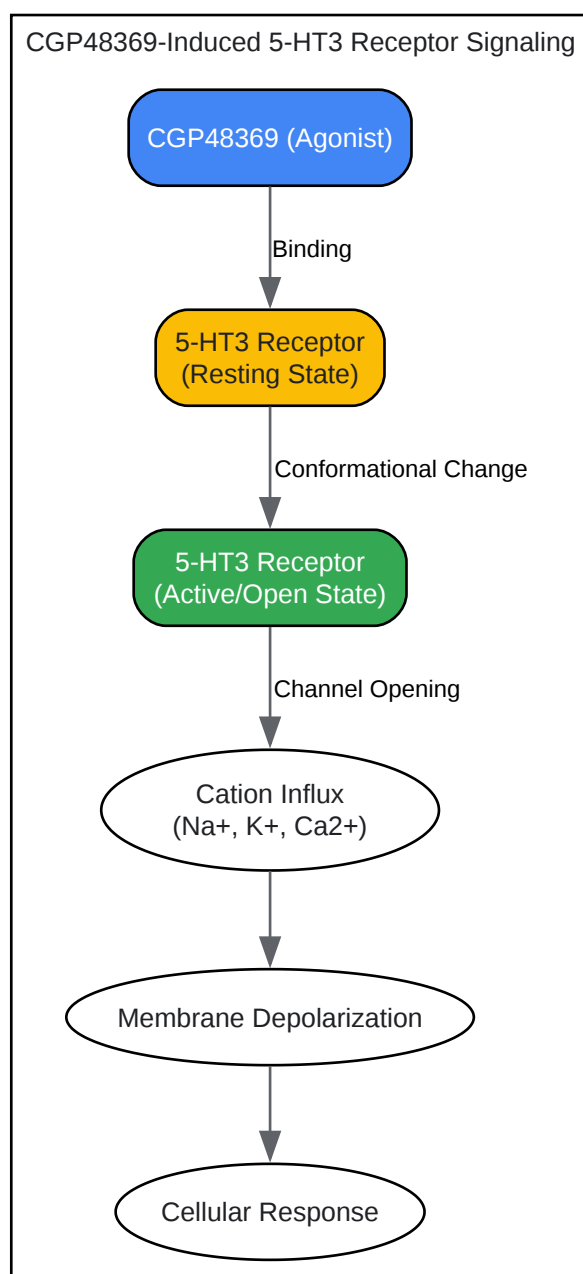 CGP48369-Induced 5-HT3 Receptor Signaling
CGP48369 (Agonist)
Binding
5-HT3 Receptor
(Resting State)
Conformational Change
5-HT3 Receptor
(Active/Open State)
Channel Opening
Cation Influx
(Na+, K+, Ca2+)
Membrane Depolarization
Cellular Response